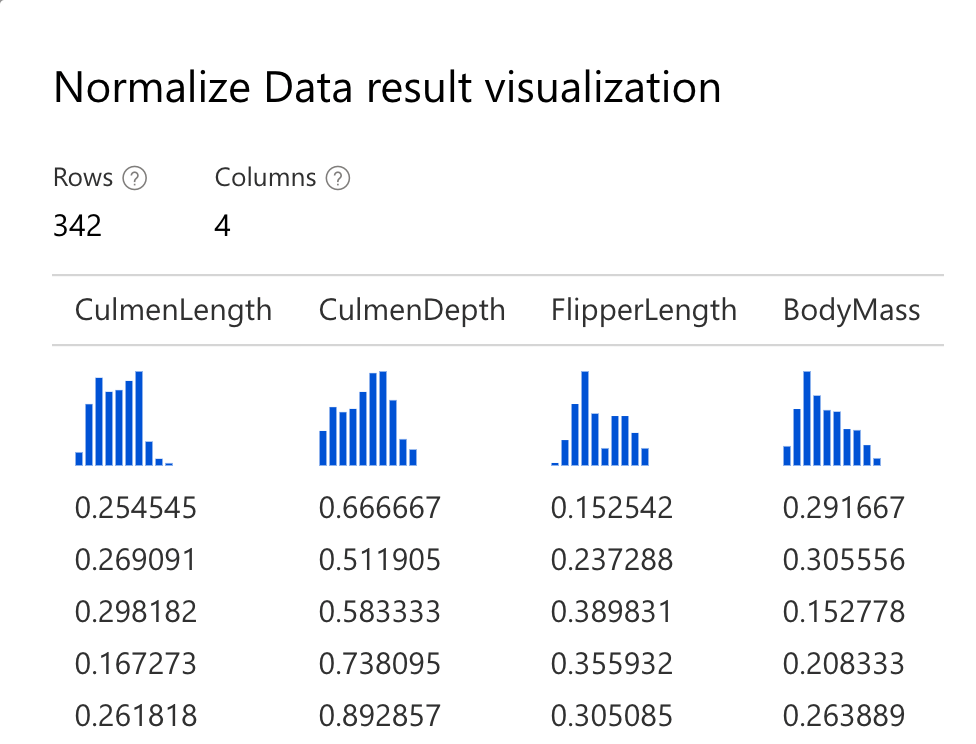 Normalize Data result visualization
Rows ? Columns ?
342 4
CulmenLength CulmenDepth FlipperLength BodyMass
0.254545 0.666667 0.152542 0.291667
0.269091 0.511905 0.237288 0.305556
0.298182 0.583333 0.389831 0.152778
0.167273 0.738095 0.355932 0.208333
0.261818 0.892857 0.305085 0.263889